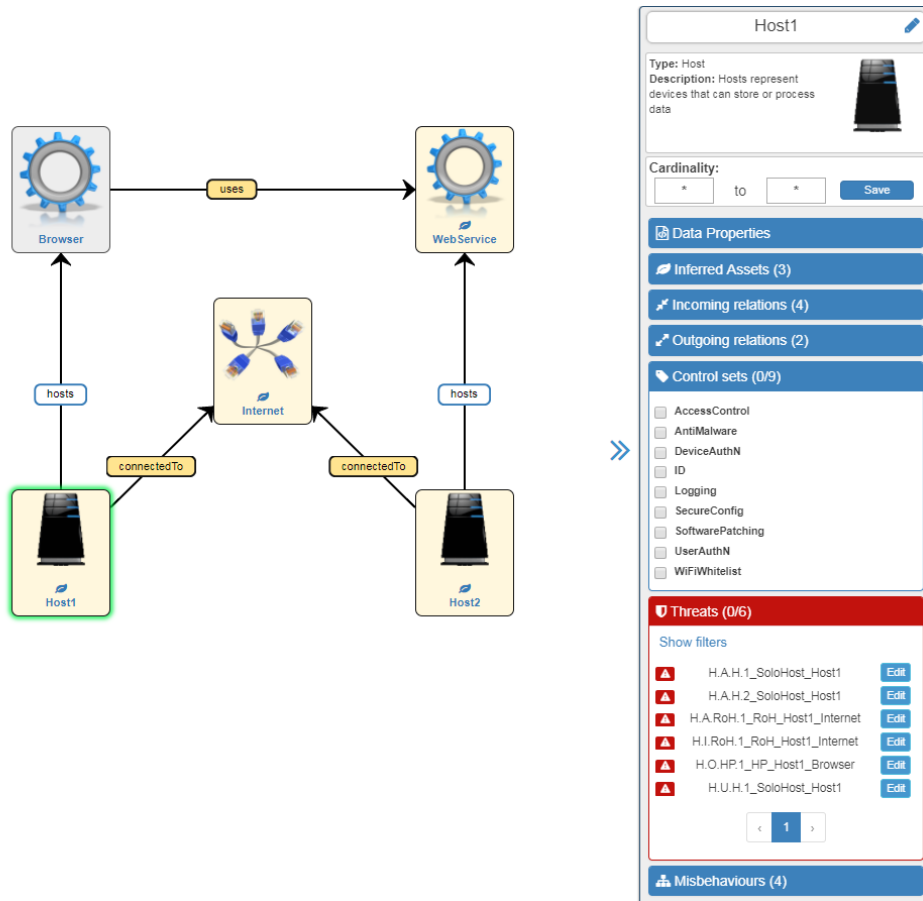 Browser
uses
WebService
hosts
Internet
hosts
connectedTo
connectedTo
Host1
Host2
Host1
Type: Host
Description: Hosts represent
devices that can store or process
data
Cardinality:
* to * Save
Data Properties
Inferred Assets (3)
Incoming relations (4)
Outgoing relations (2)
Control sets (0/9)
AccessControl
AntiMalware
DeviceAuthN
ID
Logging
SecureConfig
SoftwarePatching
UserAuthN
WiFiWhitelist
Threats (0/6)
Show filters
H.A.H.1_SoloHost_Host1 Edit
H.A.H.2_SoloHost_Host1 Edit
H.A.RoH.1_RoH_Host1_Internet Edit
H.I.RoH.1_RoH_Host1_Internet Edit
H.O.HP.1_HP_Host1_Browser Edit
H.U.H.1_SoloHost_Host1 Edit
‹ 1 ›
Misbehaviours (4)